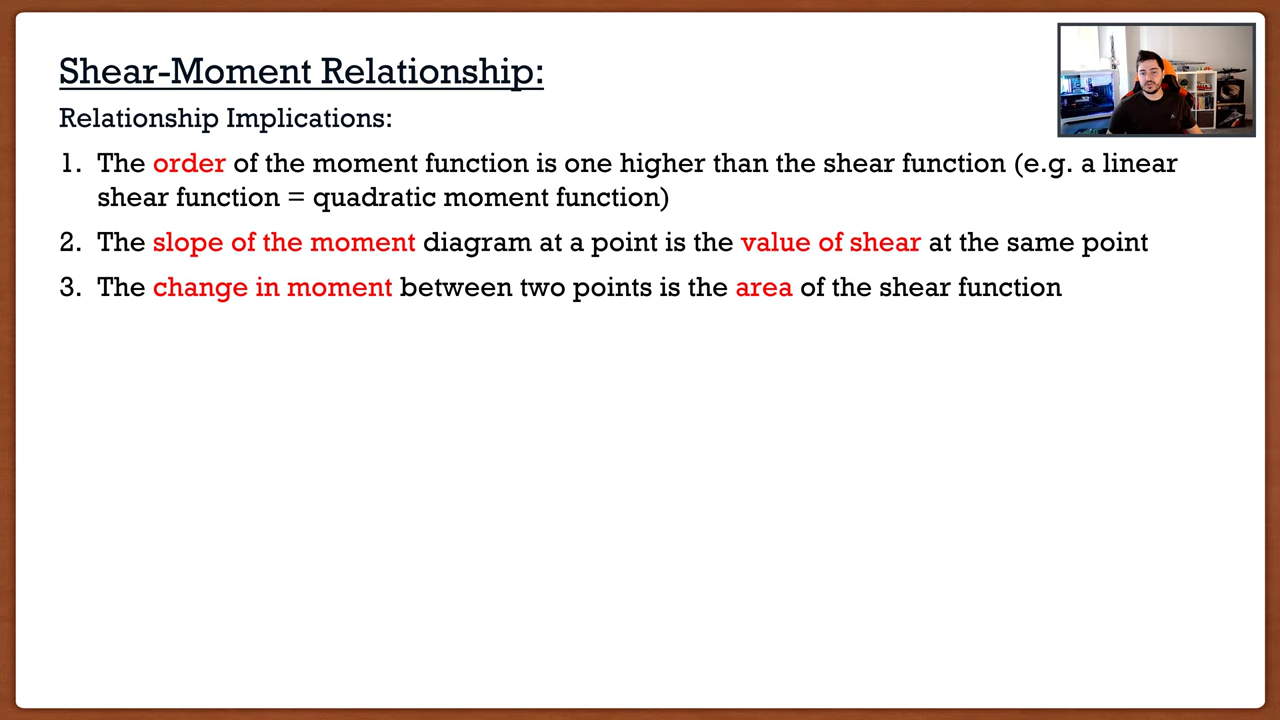 Shear-Moment Relationship:
Relationship Implications:
1. The order of the moment function is one higher than the shear function (e.g. a linear
shear function = quadratic moment function)
2. The slope of the moment diagram at a point is the value of shear at the same point
3. The change in moment between two points is the area of the shear function